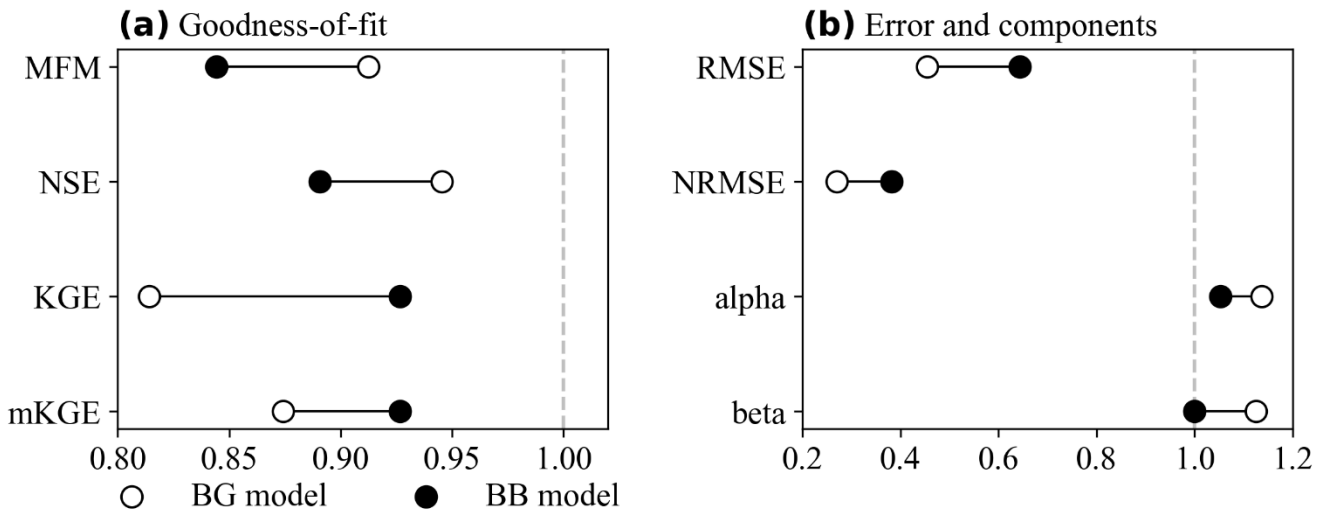 (a) Goodness-of-fit
MFM
NSE
KGE
mKGE
0.80 0.85 0.90 0.95 1.00
(b) Error and components
RMSE
NRMSE
alpha
beta
0.2 0.4 0.6 0.8 1.0 1.2
BG model BB model